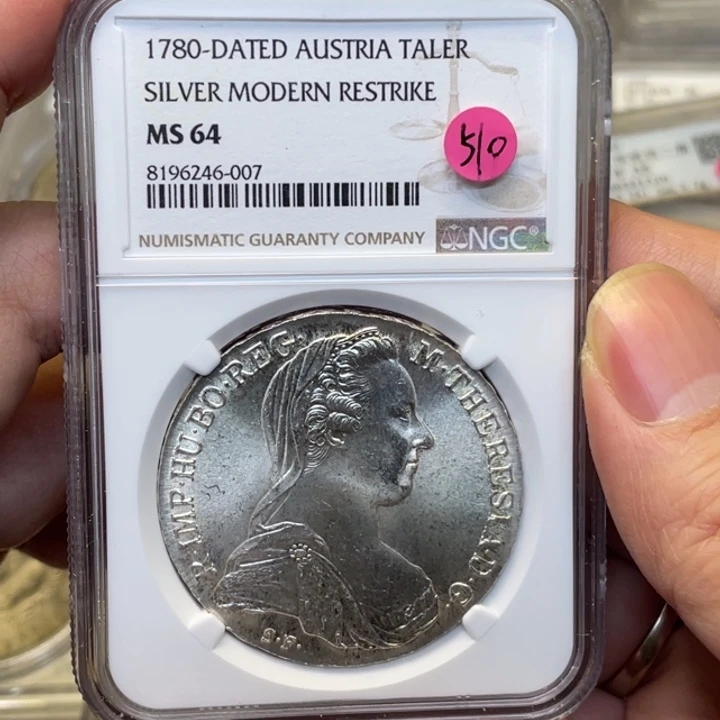 1780-DATED AUSTRIA TALER
SILVER MODERN RESTRIKE
MS 64
510
8196246-007
NUMISMATIC GUARANTY COMPANY
NGC®
R·IMP·HU·BO·REG·
M·THERESIA·D·G·
S.F.